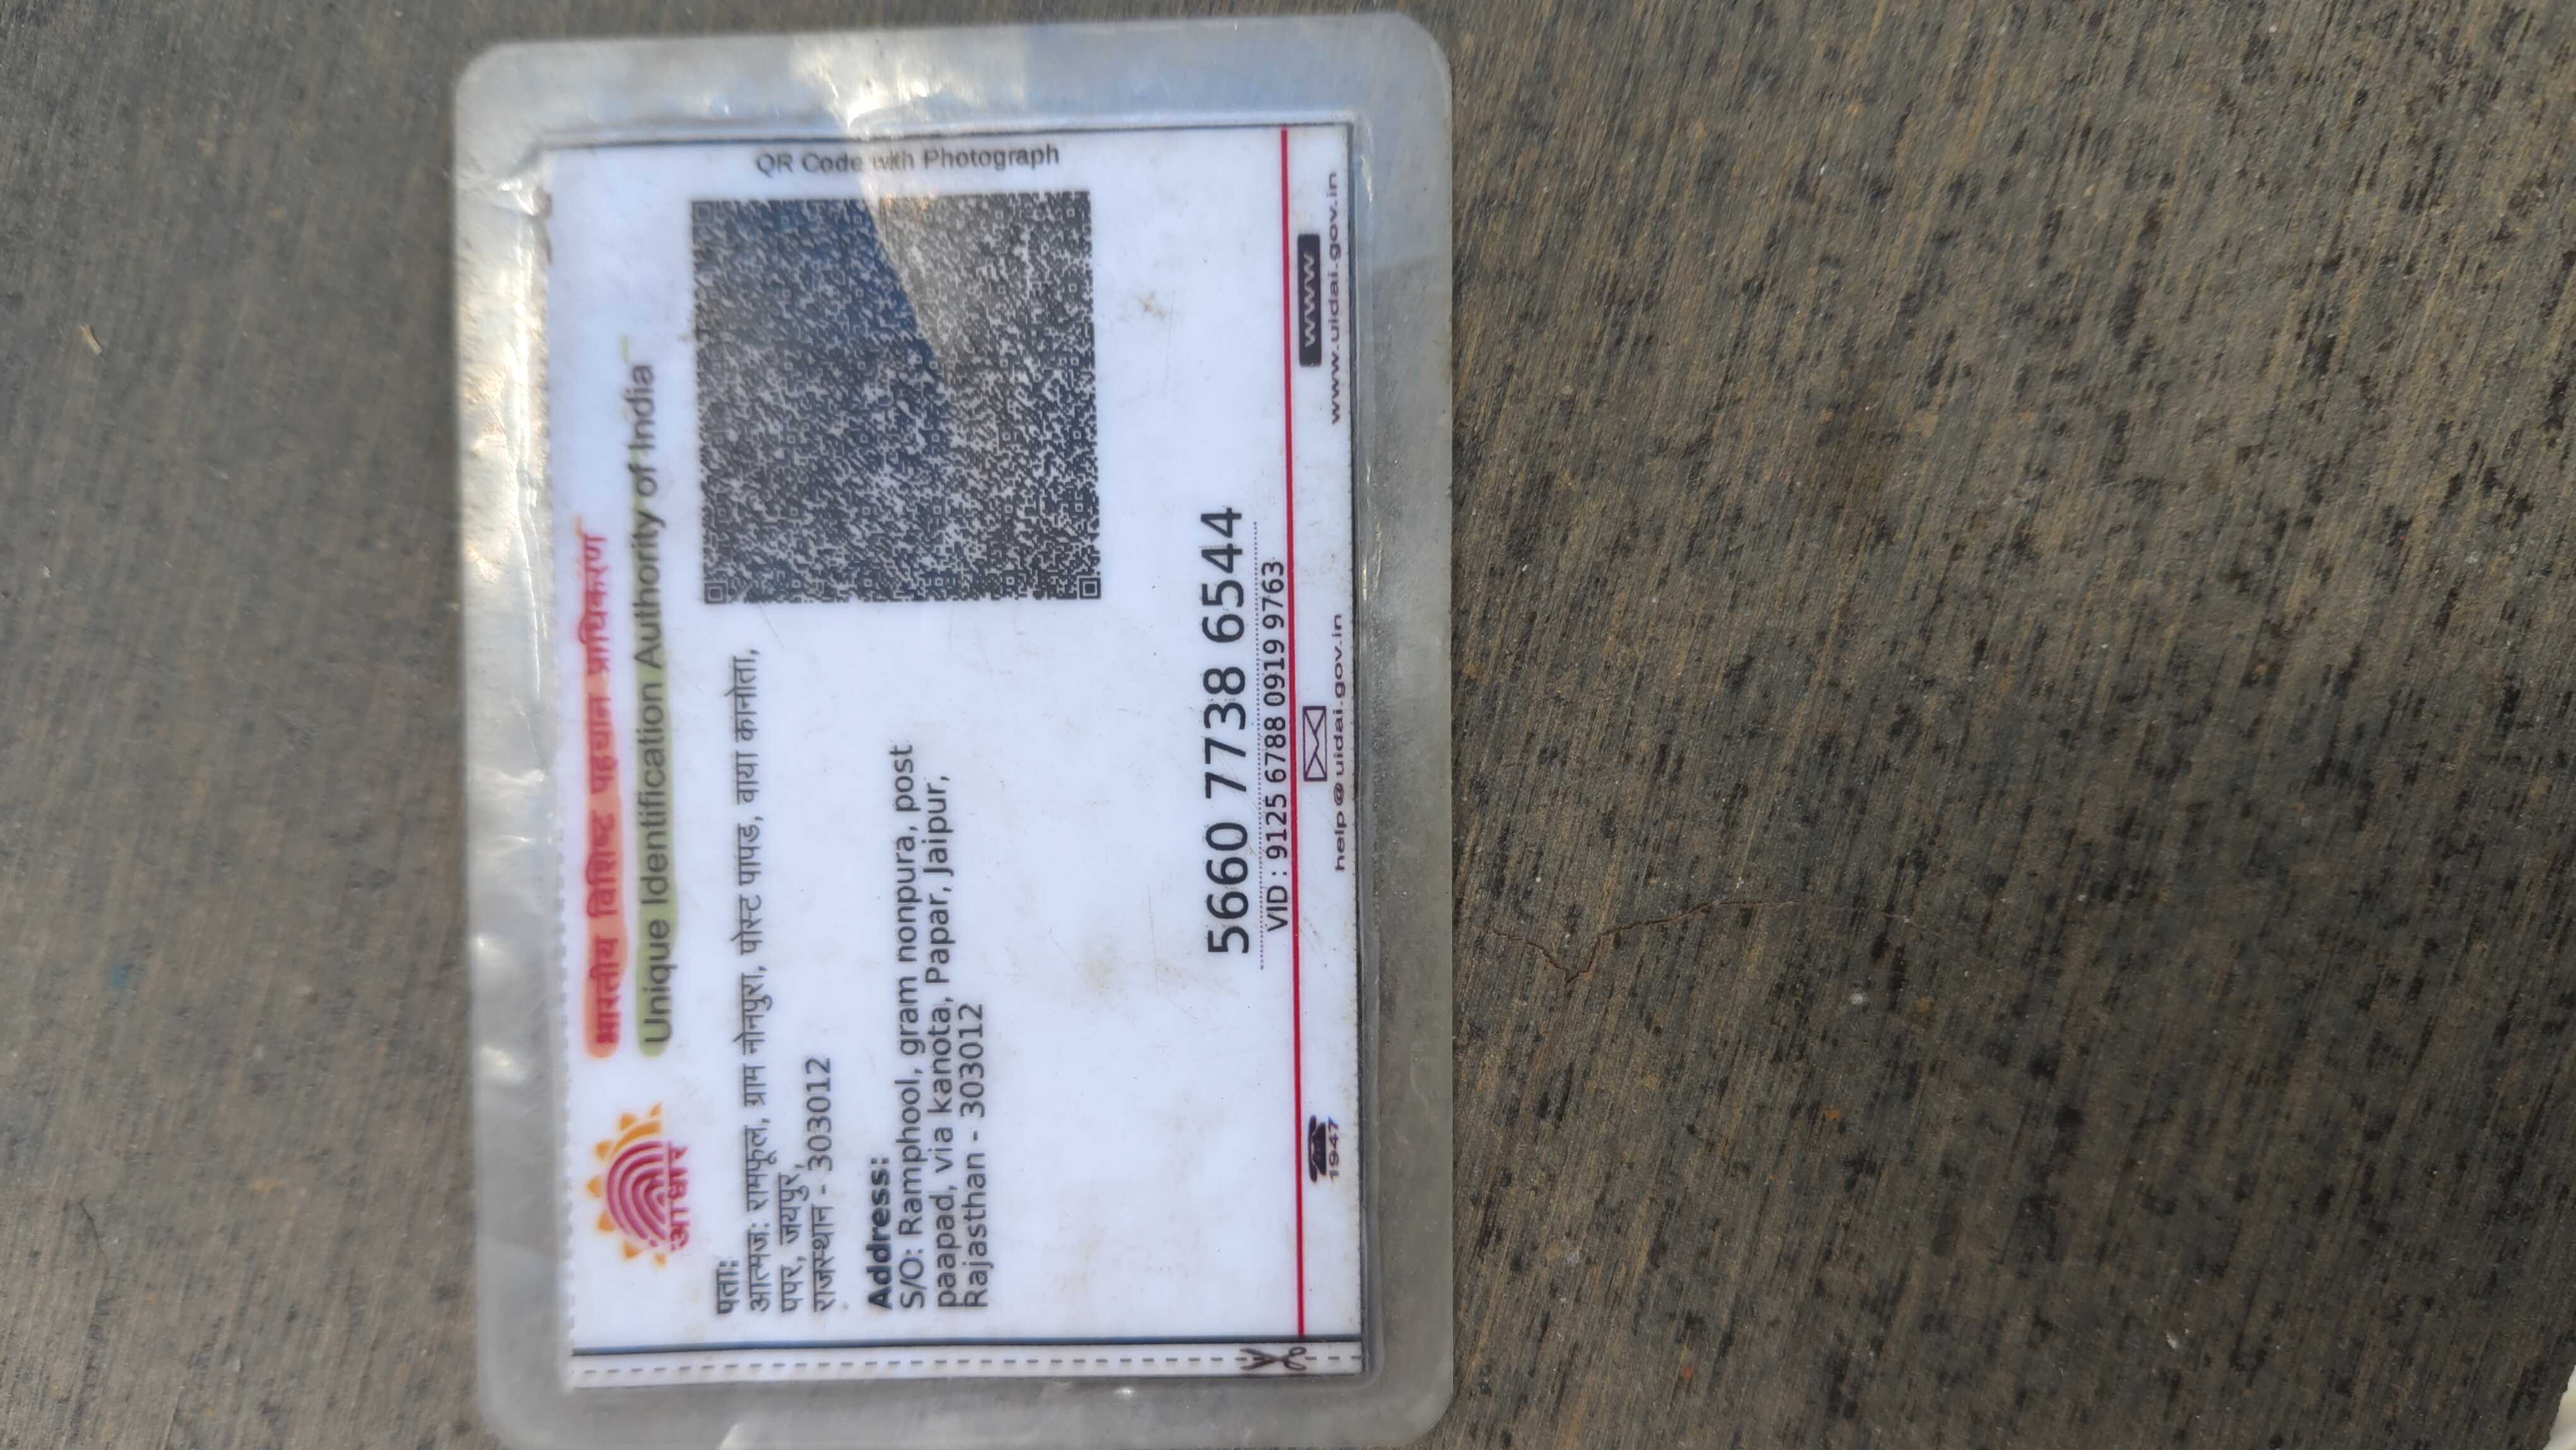 भारतीय विशिष्ट पहचान प्राधिकरण
Unique Identification Authority of India
आधार
पता:
आत्मज: रामफूल, ग्राम नोनपुरा, पोस्ट पापड, वाया कानोता,
पपर, जयपुर,
राजस्थान - 303012
Address:
S/O: Ramphool, gram nonpura, post
paapad, via kanota, Papar, Jaipur,
Rajasthan - 303012
QR Code with Photograph
5660 7738 6544
VID : 9125 6788 0919 9763
1947
help@uidai.gov.in
WWW
www.uidai.gov.in